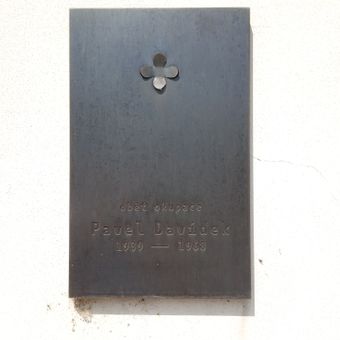 oběť okupace
Pavel Davídek
1939 — 1968